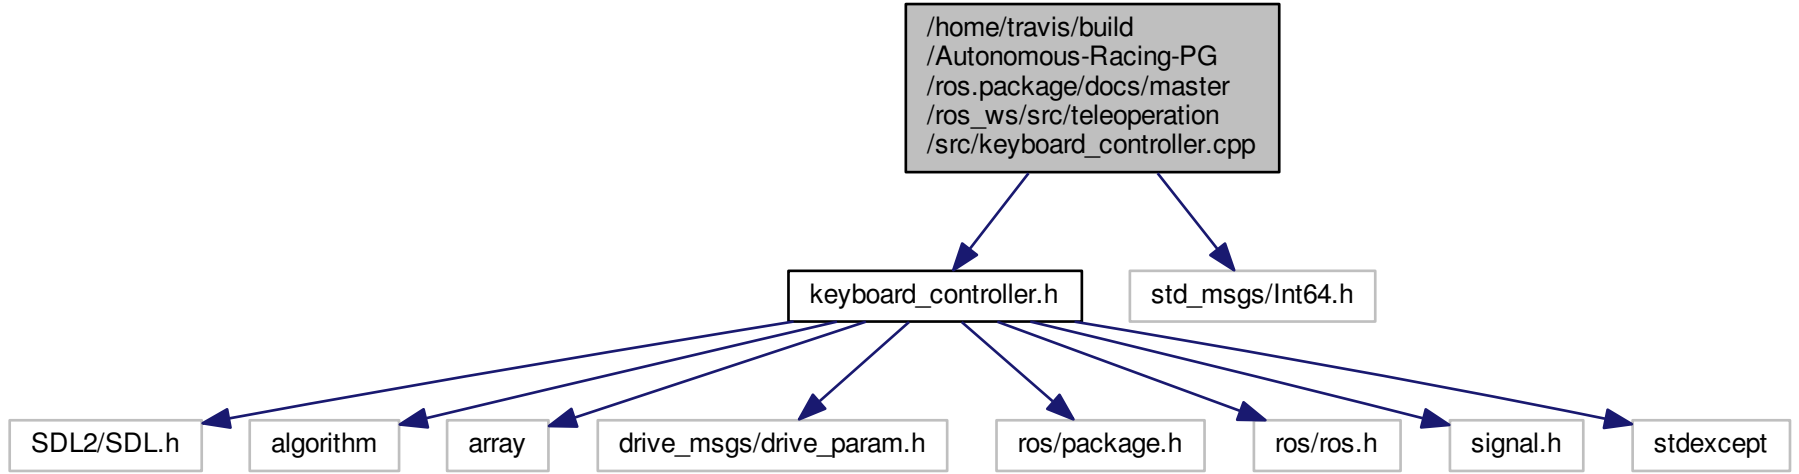 /home/travis/build
/Autonomous-Racing-PG
/ros.package/docs/master
/ros_ws/src/teleoperation
/src/keyboard_controller.cpp
keyboard_controller.h
std_msgs/Int64.h
SDL2/SDL.h
algorithm
array
drive_msgs/drive_param.h
ros/package.h
ros/ros.h
signal.h
stdexcept